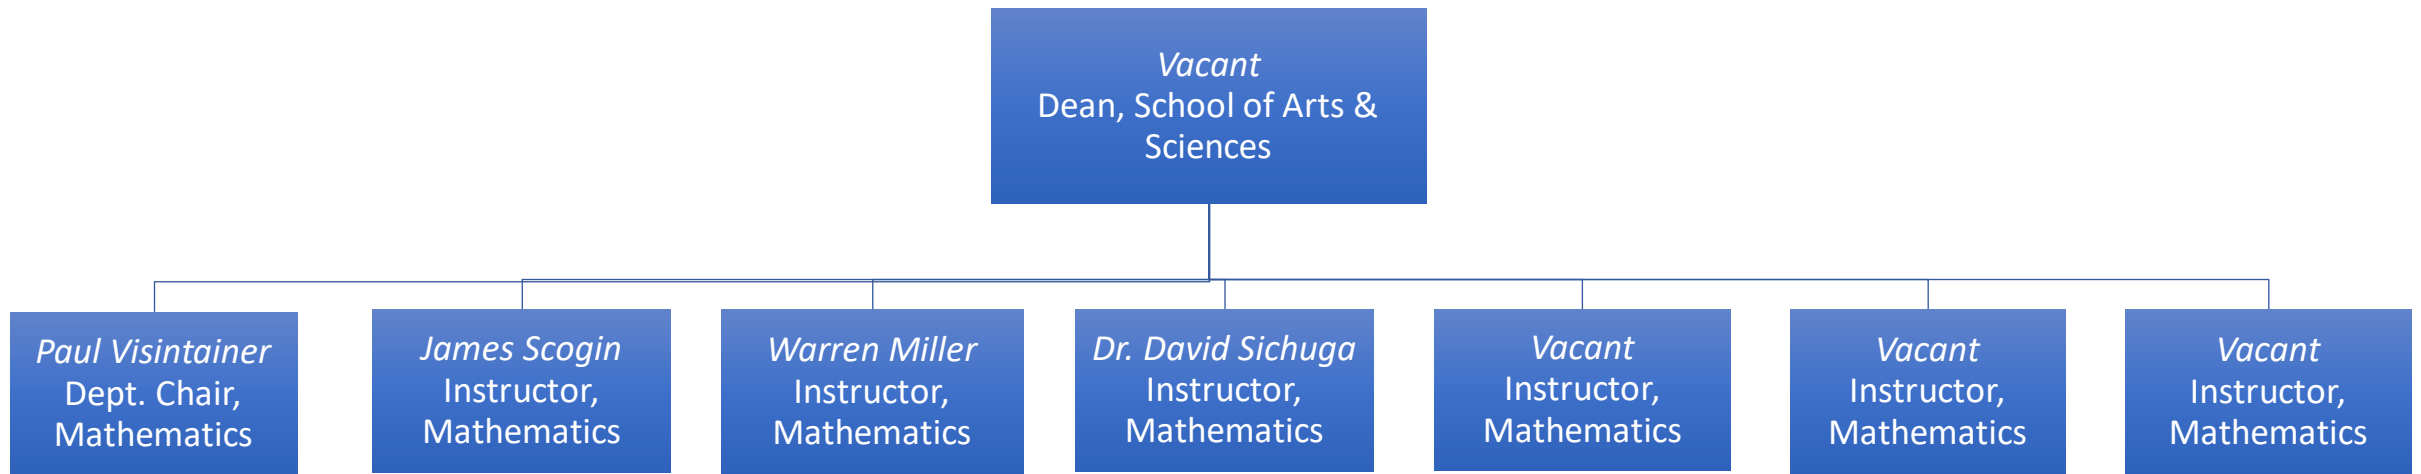 Vacant
Dean, School of Arts &
Sciences
Paul Visintainer
Dept. Chair,
Mathematics
James Scogin
Instructor,
Mathematics
Warren Miller
Instructor,
Mathematics
Dr. David Sichuga
Instructor,
Mathematics
Vacant
Instructor,
Mathematics
Vacant
Instructor,
Mathematics
Vacant
Instructor,
Mathematics